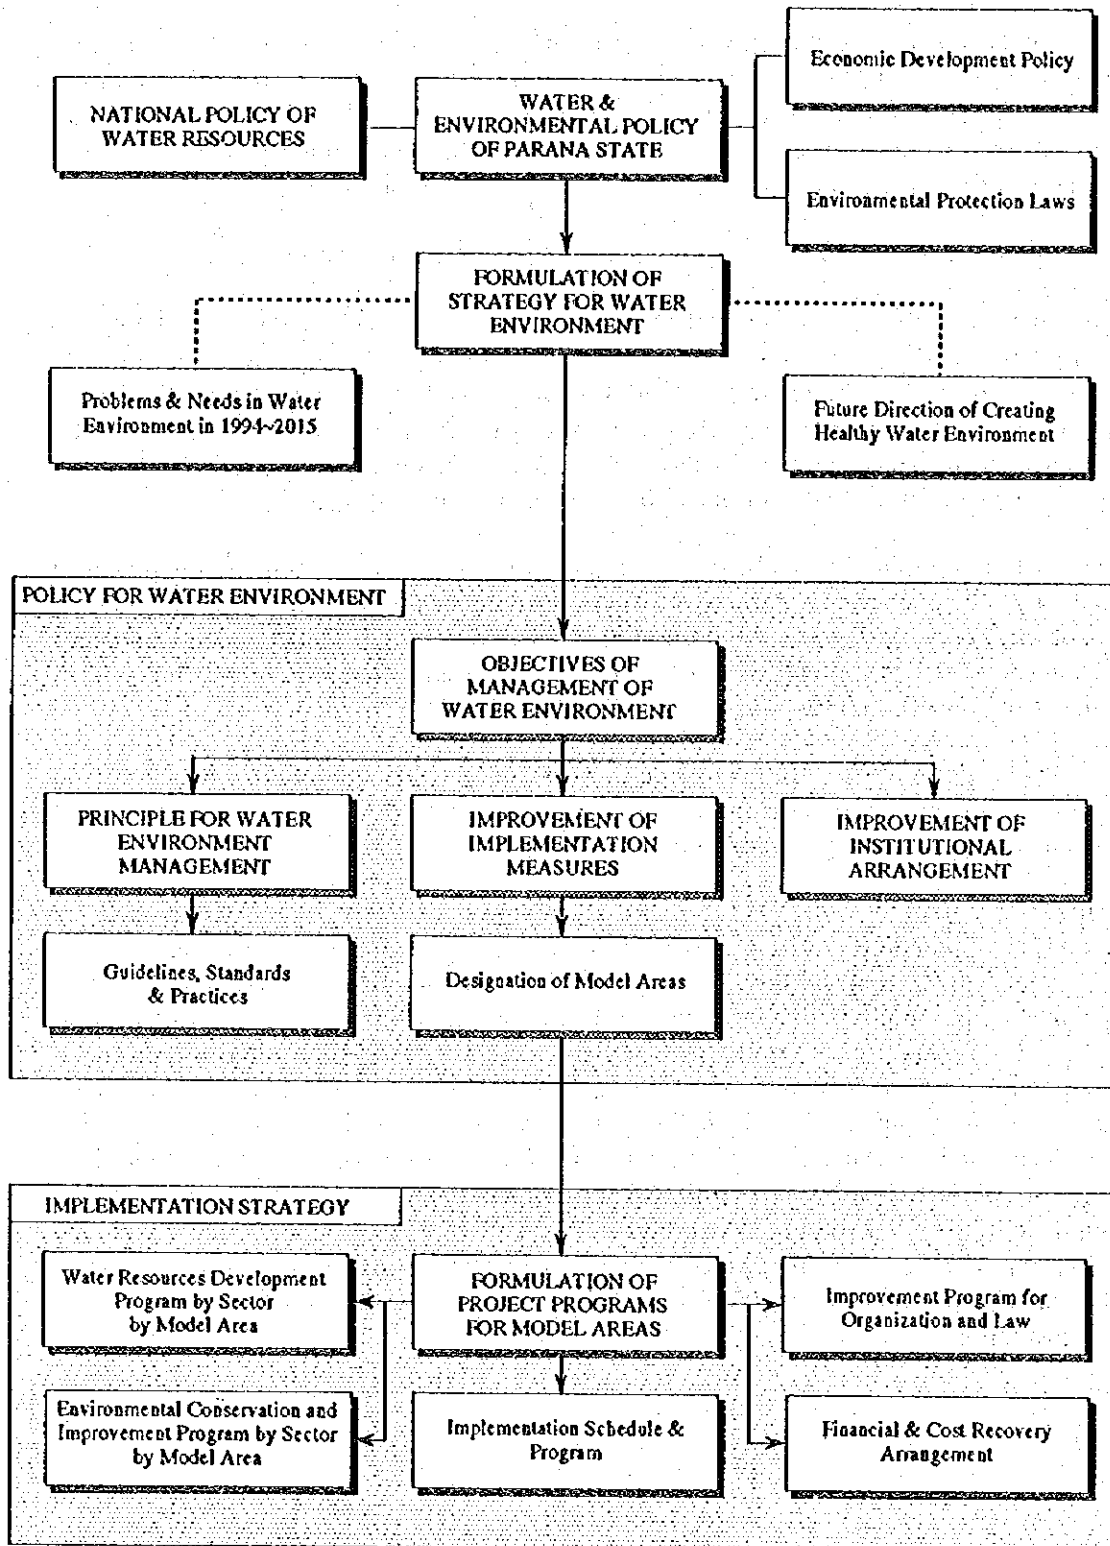 Economic Development Policy
NATIONAL POLICY OF
WATER RESOURCES
WATER &
ENVIRONMENTAL POLICY
OF PARANA STATE
Environmental Protection Laws
FORMULATION OF
STRATEGY FOR WATER
ENVIRONMENT
Problems & Needs in Water
Environment in 1994~2015
Future Direction of Creating
Healthy Water Environment
POLICY FOR WATER ENVIRONMENT
OBJECTIVES OF
MANAGEMENT OF
WATER ENVIRONMENT
PRINCIPLE FOR WATER
ENVIRONMENT
MANAGEMENT
IMPROVEMENT OF
IMPLEMENTATION
MEASURES
IMPROVEMENT OF
INSTITUTIONAL
ARRANGEMENT
Guidelines, Standards
& Practices
Designation of Model Areas
IMPLEMENTATION STRATEGY
Water Resources Development
Program by Sector
by Model Area
FORMULATION OF
PROJECT PROGRAMS
FOR MODEL AREAS
Improvement Program for
Organization and Law
Environmental Conservation and
Improvement Program by Sector
by Model Area
Implementation Schedule &
Program
Financial & Cost Recovery
Arrangement